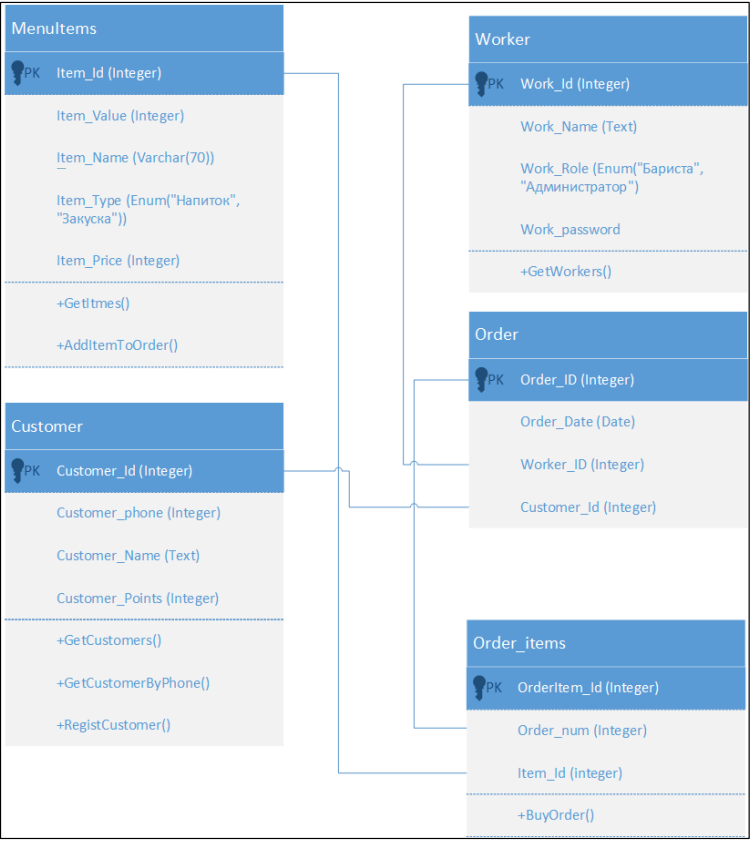 MenuItems
PK Item_Id (Integer)
Item_Value (Integer)
Item_Name (Varchar(70))
Item_Type (Enum("Напиток",
"Закуска"))
Item_Price (Integer)
+GetItmes()
+AddItemToOrder()
Customer
PK Customer_Id (Integer)
Customer_phone (Integer)
Customer_Name (Text)
Customer_Points (Integer)
+GetCustomers()
+GetCustomerByPhone()
+RegistCustomer()
Worker
PK Work_Id (Integer)
Work_Name (Text)
Work_Role (Enum("Бариста",
"Администратор")
Work_password
+GetWorkers()
Order
PK Order_ID (Integer)
Order_Date (Date)
Worker_ID (Integer)
Customer_Id (Integer)
Order_items
PK OrderItem_Id (Integer)
Order_num (Integer)
Item_Id (integer)
+BuyOrder()